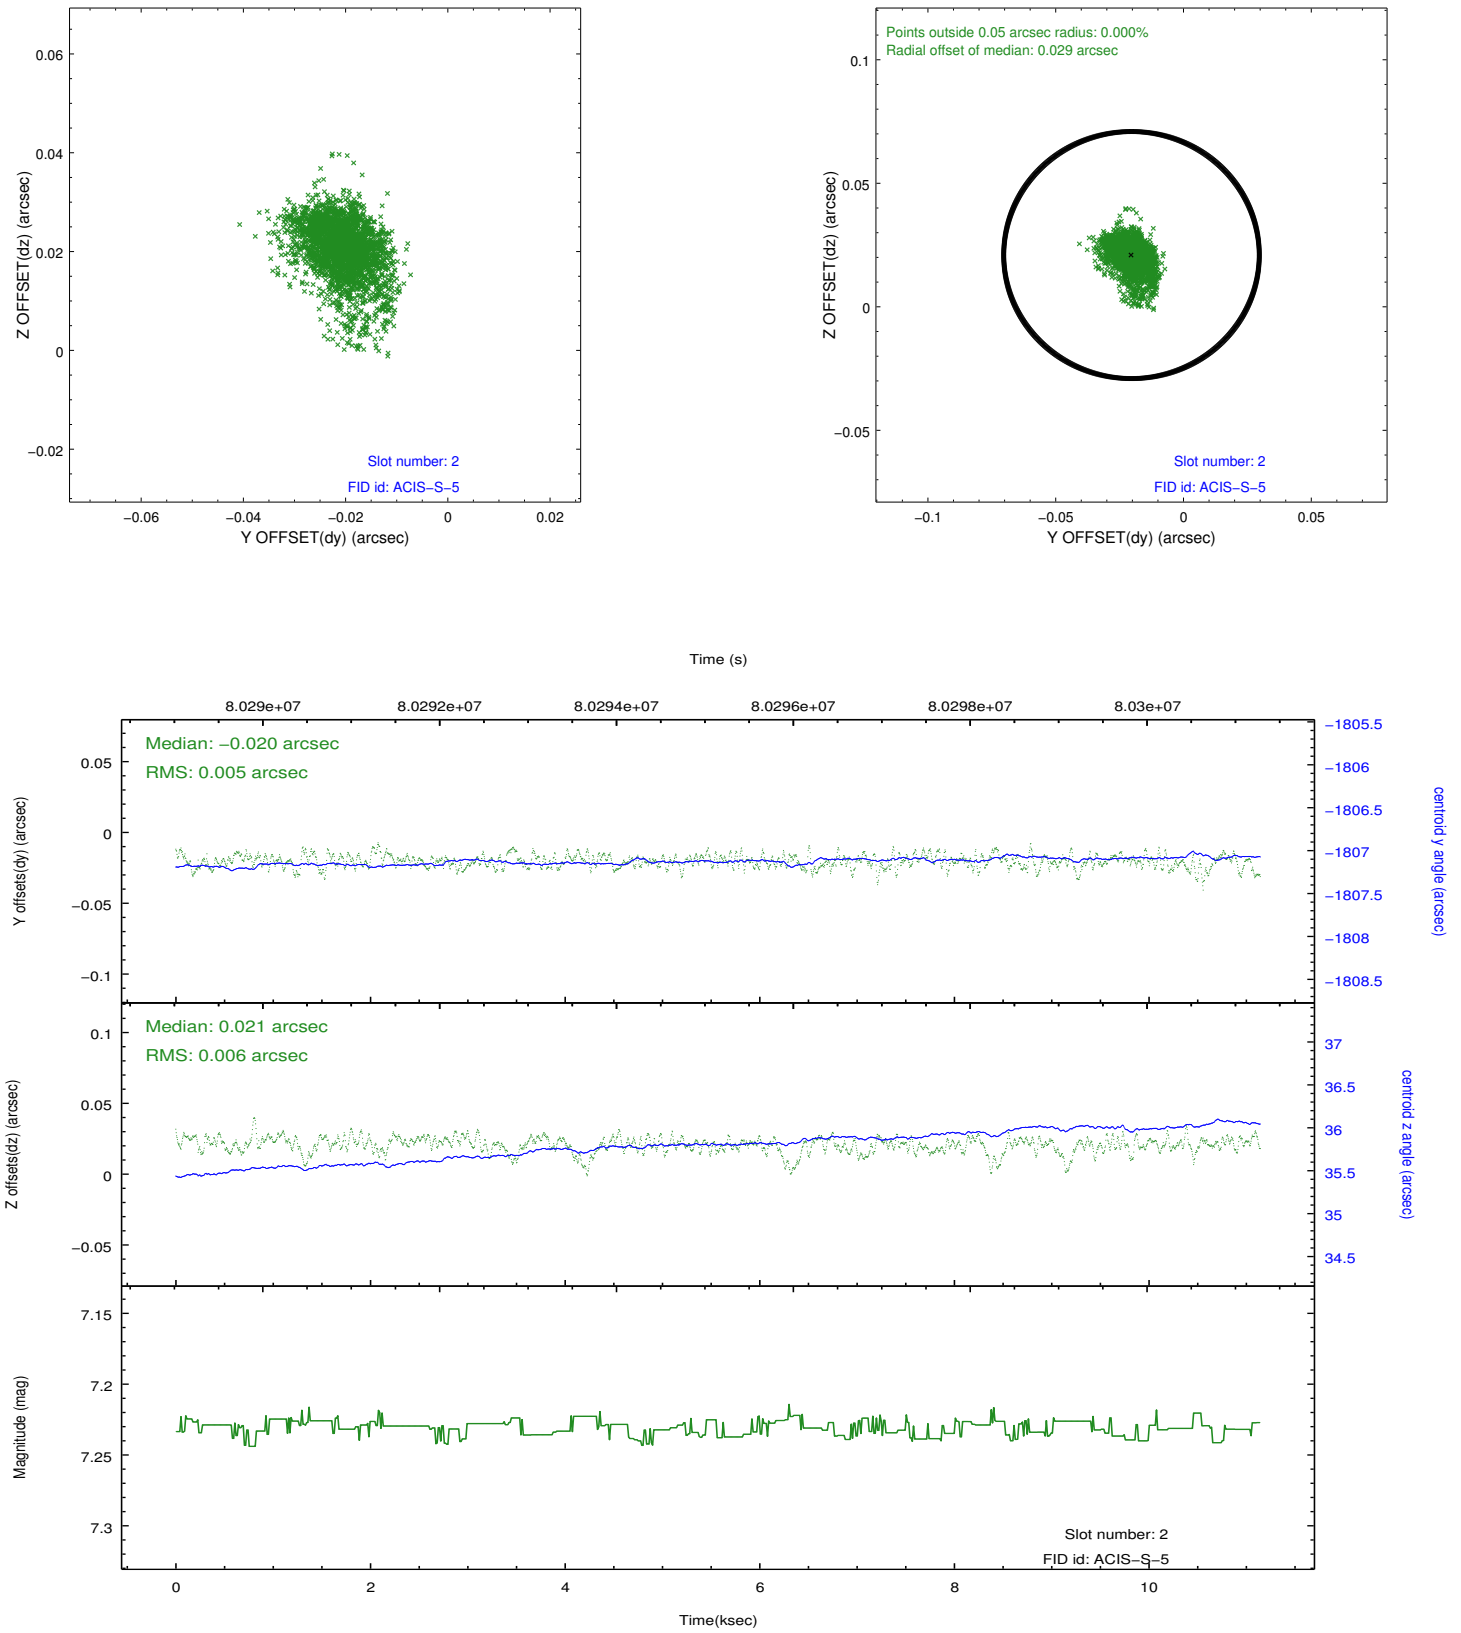 0.06
0.04
0.02
0
−0.02
Z OFFSET(dz) (arcsec)
Slot number: 2
FID id: ACIS−S−5
−0.06 −0.04 −0.02 0 0.02
Y OFFSET(dy) (arcsec)
Points outside 0.05 arcsec radius: 0.000%
Radial offset of median: 0.029 arcsec
0.1
0.05
0
−0.05
Z OFFSET(dz) (arcsec)
Slot number: 2
FID id: ACIS−S−5
−0.1 −0.05 0 0.05
Y OFFSET(dy) (arcsec)
Time (s)
8.029e+07 8.0292e+07 8.0294e+07 8.0296e+07 8.0298e+07 8.03e+07
Median: −0.020 arcsec
RMS: 0.005 arcsec
0.05
0
−0.05
−0.1
Y offsets(dy) (arcsec)
−1805.5
−1806
−1806.5
−1807
−1807.5
−1808
−1808.5
centroid y angle (arcsec)
Median: 0.021 arcsec
RMS: 0.006 arcsec
0.1
0.05
0
−0.05
Z offsets(dz) (arcsec)
37
36.5
36
35.5
35
34.5
centroid z angle (arcsec)
7.15
7.2
7.25
7.3
Magnitude (mag)
Slot number: 2
FID id: ACIS−S−5
0 2 4 6 8 10
Time(ksec)